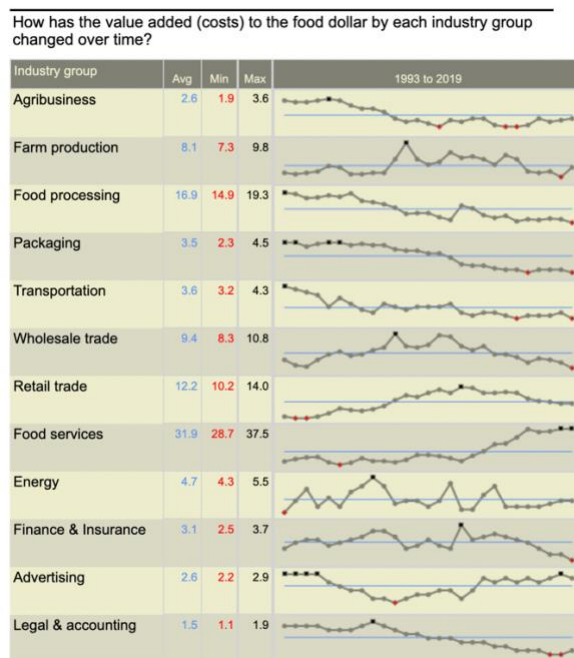 How has the value added (costs) to the food dollar by each industry group
changed over time?
Industry group Avg Min Max 1993 to 2019
Agribusiness 2.6 1.9 3.6
Farm production 8.1 7.3 9.8
Food processing 16.9 14.9 19.3
Packaging 3.5 2.3 4.5
Transportation 3.6 3.2 4.3
Wholesale trade 9.4 8.3 10.8
Retail trade 12.2 10.2 14.0
Food services 31.9 28.7 37.5
Energy 4.7 4.3 5.5
Finance & Insurance 3.1 2.5 3.7
Advertising 2.6 2.2 2.9
Legal & accounting 1.5 1.1 1.9